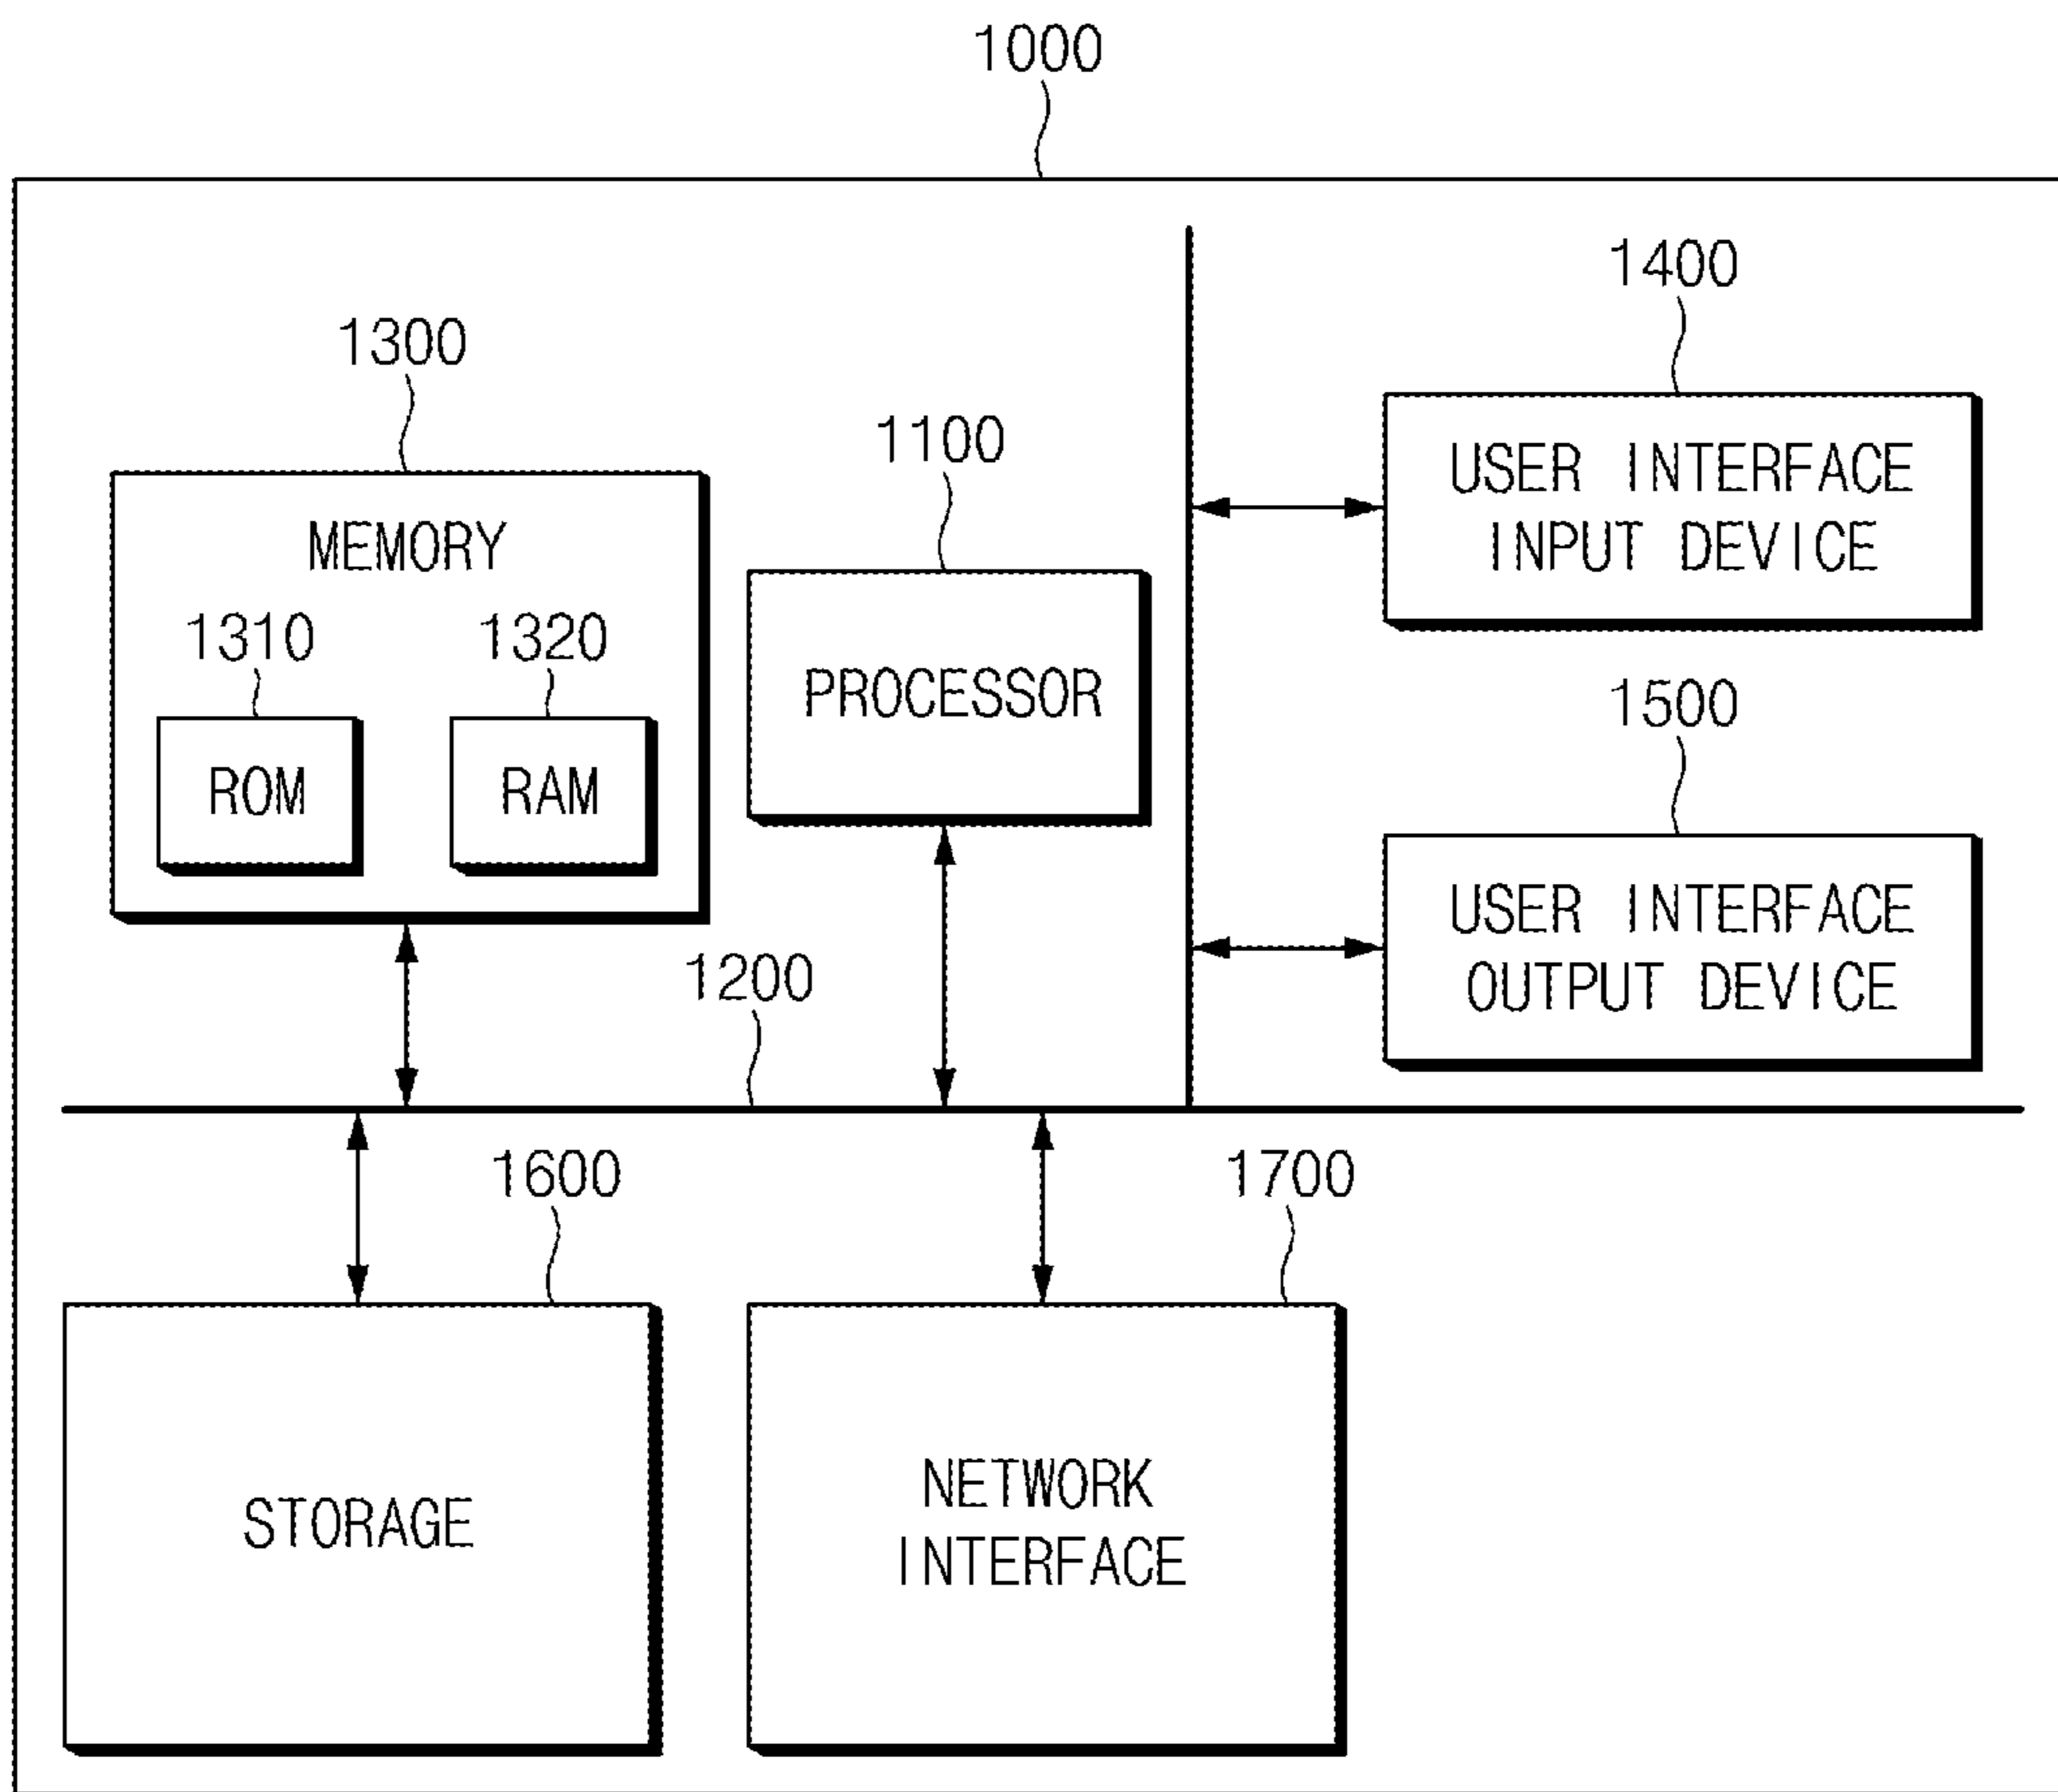 1000
1400
1300
1100
USER INTERFACE
INPUT DEVICE
MEMORY
1310
1320
PROCESSOR
1500
ROM
RAM
USER INTERFACE
OUTPUT DEVICE
1200
1600
1700
STORAGE
NETWORK
INTERFACE